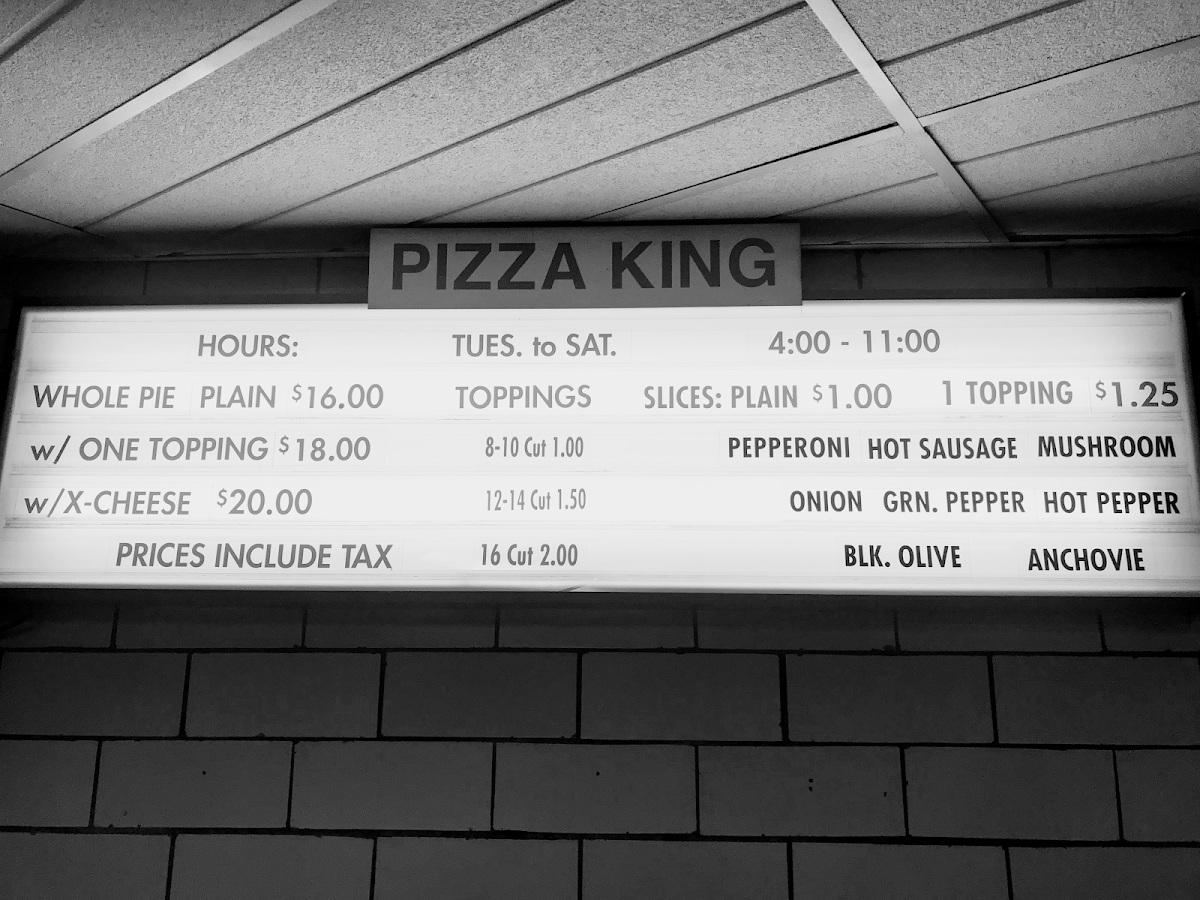 PIZZA KING
HOURS: TUES. to SAT. 4:00 - 11:00
WHOLE PIE PLAIN $16.00 TOPPINGS SLICES: PLAIN $1.00 1 TOPPING $1.25
w/ ONE TOPPING $18.00 8-10 Cut 1.00 PEPPERONI HOT SAUSAGE MUSHROOM
w/X-CHEESE $20.00 12-14 Cut 1.50 ONION GRN. PEPPER HOT PEPPER
PRICES INCLUDE TAX 16 Cut 2.00 BLK. OLIVE ANCHOVIE